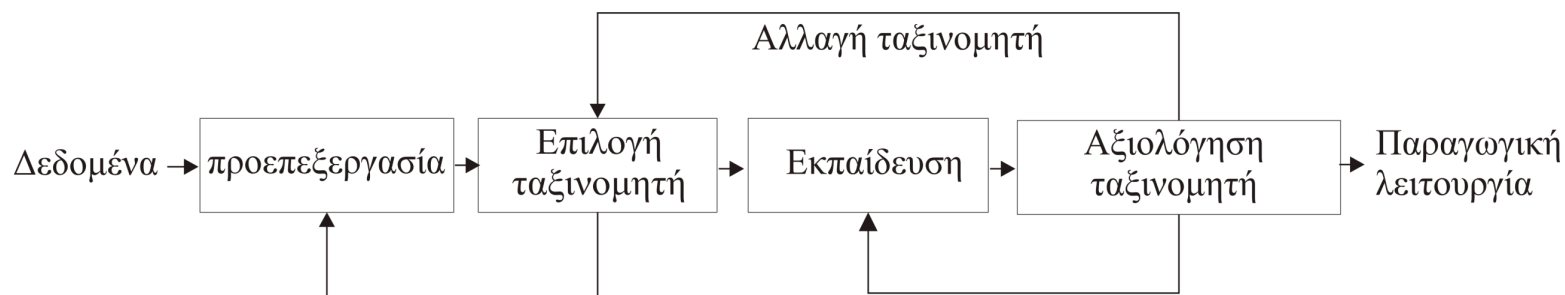 Αλλαγή ταξινομητή
Δεδομένα
προεπεξεργασία
Επιλογή
ταξινομητή
Εκπαίδευση
Αξιολόγηση
ταξινομητή
Παραγωγική
λειτουργία